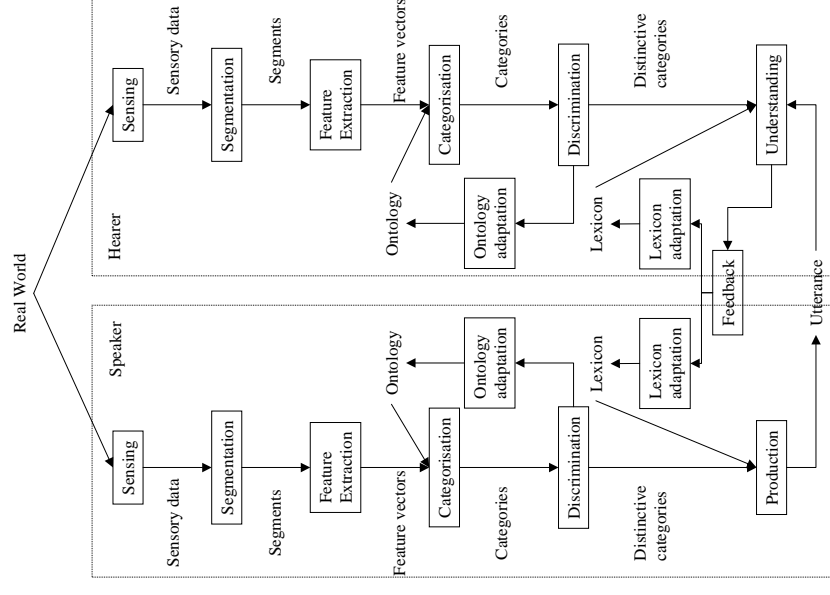 Real World
Speaker
Sensing
Sensory data
Segmentation
Segments
Feature
Extraction
Feature vectors
Ontology
Categorisation
Categories
Ontology
adaptation
Discrimination
Distinctive
categories
Lexicon
Lexicon
adaptation
Production
Hearer
Sensing
Sensory data
Segmentation
Segments
Feature
Extraction
Feature vectors
Ontology
Categorisation
Categories
Ontology
adaptation
Discrimination
Distinctive
categories
Lexicon
Lexicon
adaptation
Understanding
Feedback
Utterance